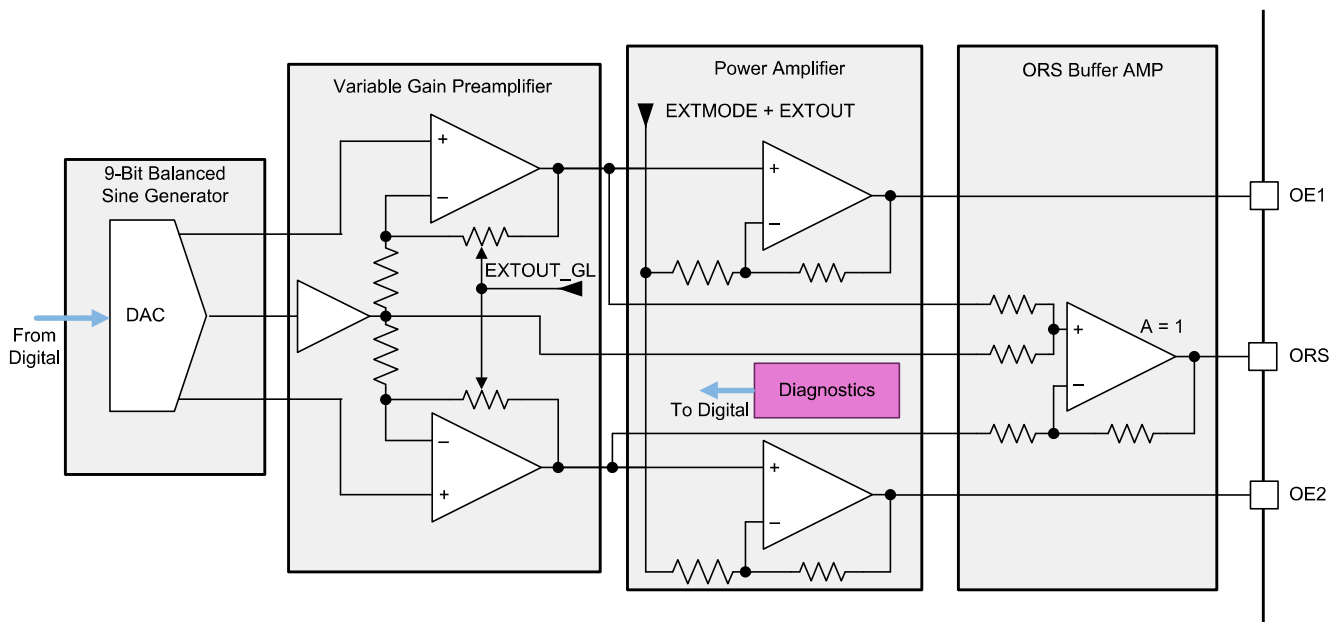 9-Bit Balanced
Sine Generator
DAC
From
Digital
Variable Gain Preamplifier
+
−
EXTOUT_GL
−
+
Power Amplifier
EXTMODE + EXTOUT
+
−
Diagnostics
To Digital
+
−
ORS Buffer AMP
A = 1
+
−
OE1
ORS
OE2